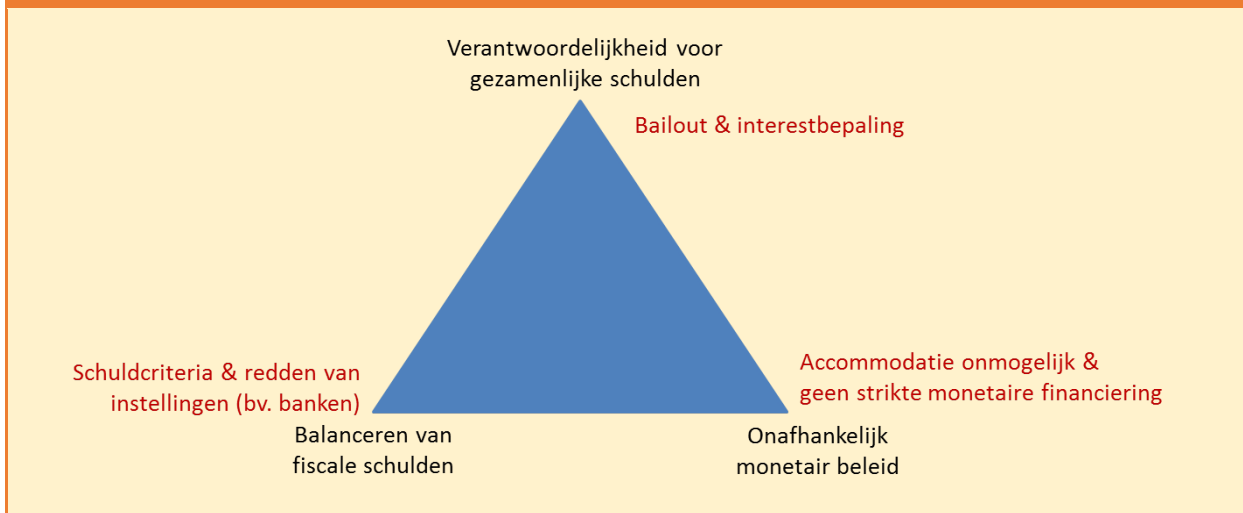 Verantwoordelijkheid voor
gezamenlijke schulden
Bailout & interestbepaling
Schuldcriteria & redden van
instellingen (bv. banken)
Accommodatie onmogelijk &
geen strikte monetaire financiering
Balanceren van
fiscale schulden
Onafhankelijk
monetair beleid